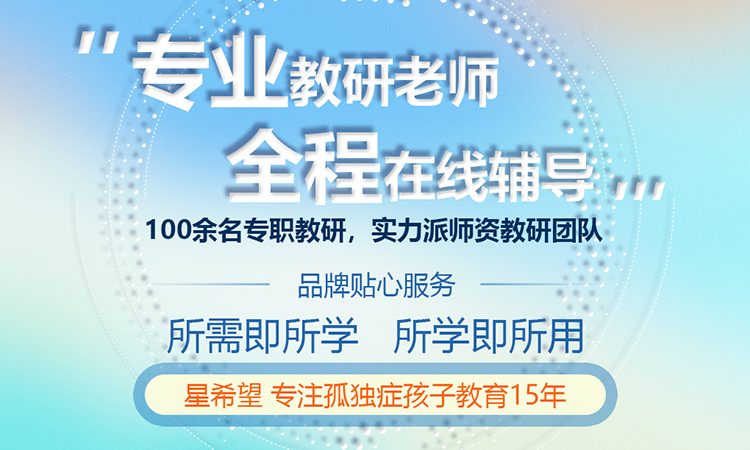 "专业教研老师
全程在线辅导"
100余名专职教研，实力派师资教研团队
品牌贴心服务
所需即所学 所学即所用
星希望 专注孤独症孩子教育15年